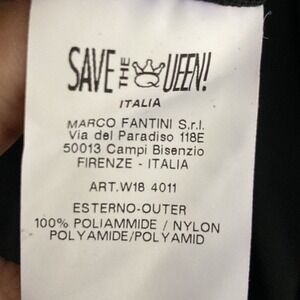 SAVE THE QUEEN!
ITALIA
MARCO FANTINI S.r.l.
Via del Paradiso 118E
50013 Campi Bisenzio
FIRENZE - ITALIA
ART.W18 4011
ESTERNO-OUTER
100% POLIAMMIDE / NYLON
POLYAMIDE/POLYAMID